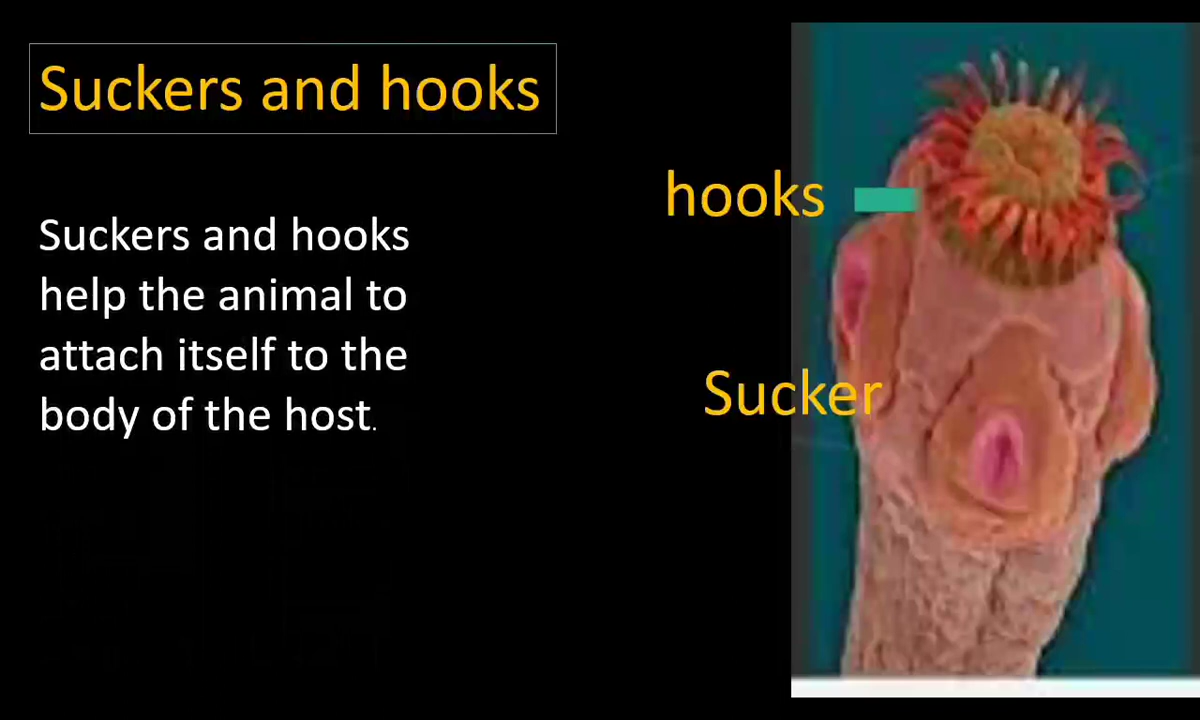 Suckers and hooks
Suckers and hooks
help the animal to
attach itself to the
body of the host.
hooks
Sucker